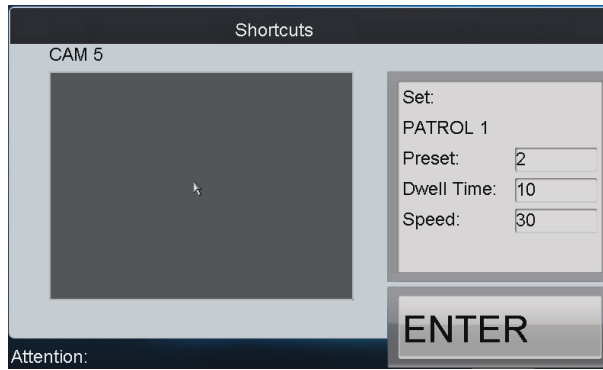 Shortcuts
CAM 5
Set:
PATROL 1
Preset: 2
Dwell Time: 10
Speed: 30
ENTER
Attention: